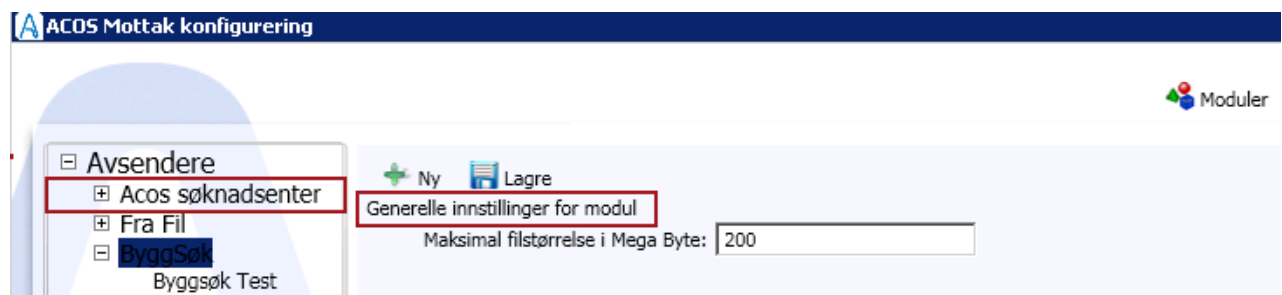 ACOS Mottak konfigurering
Moduler
Avsendere
Acos søknadsenter
Fra Fil
ByggSøk
Byggsøk Test
Ny Lagre
Generelle innstillinger for modul
Maksimal filstørrelse i Mega Byte: 200